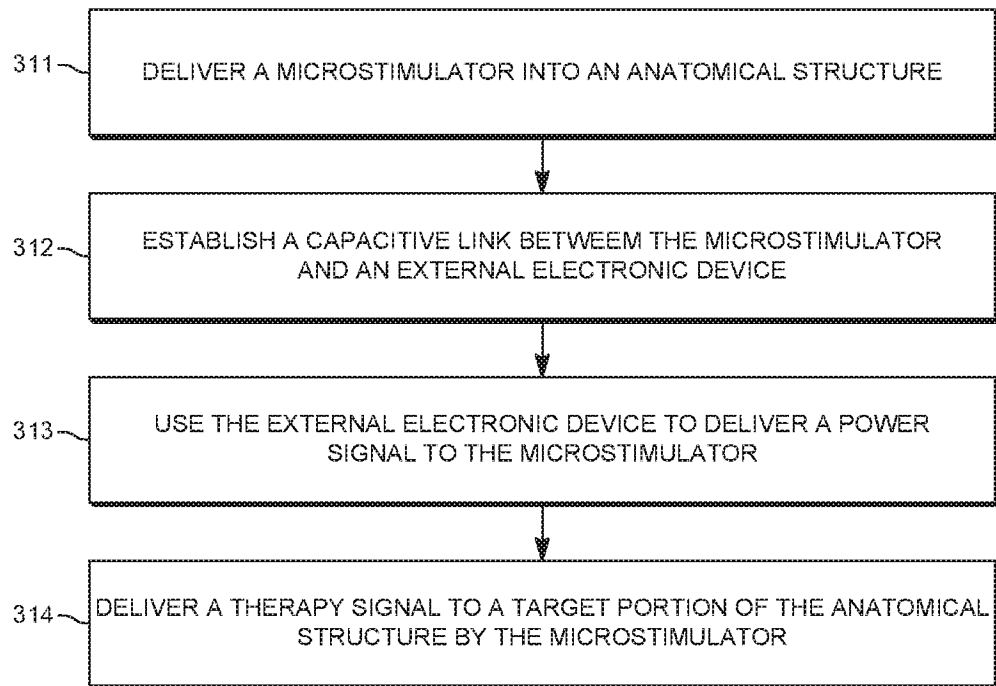 311
DELIVER A MICROSTIMULATOR INTO AN ANATOMICAL STRUCTURE
312
ESTABLISH A CAPACITIVE LINK BETWEEM THE MICROSTIMULATOR
AND AN EXTERNAL ELECTRONIC DEVICE
313
USE THE EXTERNAL ELECTRONIC DEVICE TO DELIVER A POWER
SIGNAL TO THE MICROSTIMULATOR
314
DELIVER A THERAPY SIGNAL TO A TARGET PORTION OF THE ANATOMICAL
STRUCTURE BY THE MICROSTIMULATOR